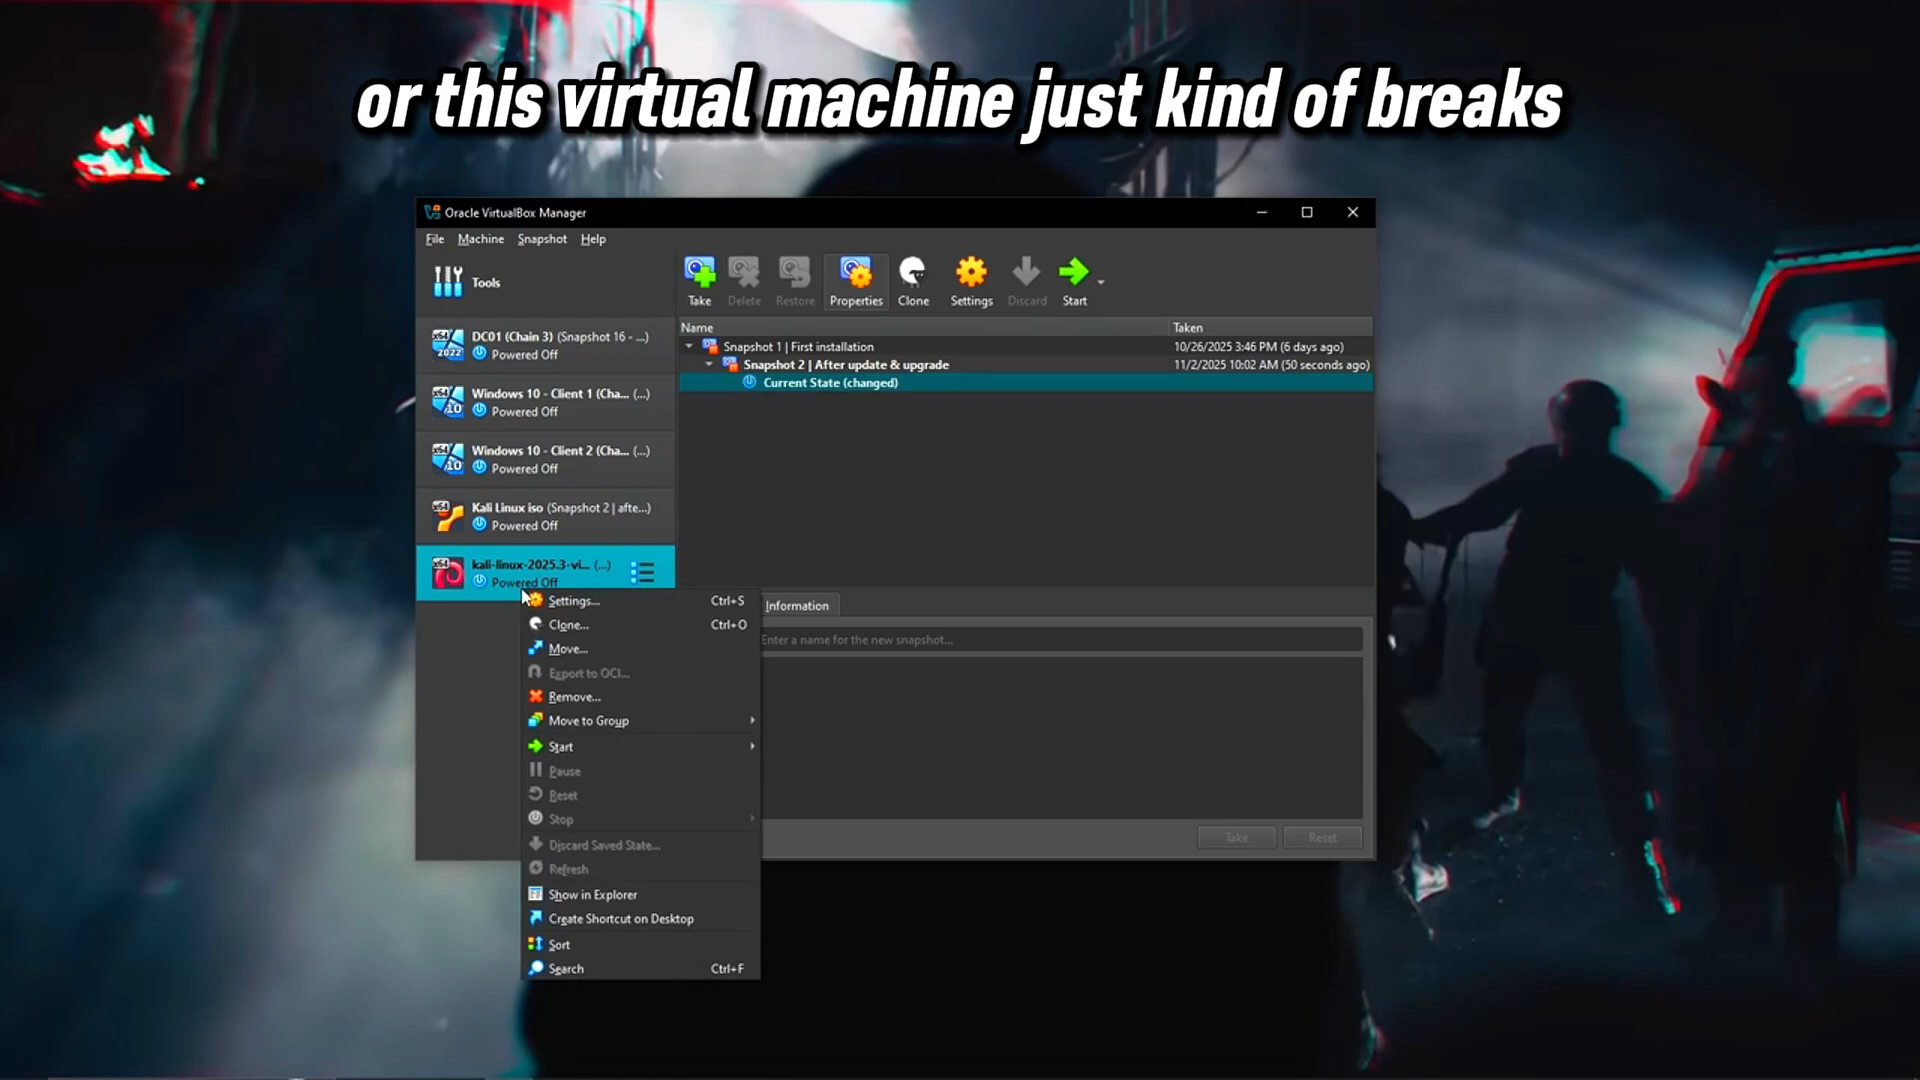 or this virtual machine just kind of breaks
Oracle VirtualBox Manager
File Machine Snapshot Help
Tools
Take Delete Restore Properties Clone Settings Discard Start
DC01 (Chain 3) (Snapshot 16 - ...)
Powered Off
Windows 10 - Client 1 (Cha... (...)
Powered Off
Windows 10 - Client 2 (Cha... (...)
Powered Off
Kali Linux iso (Snapshot 2 | afte...)
Powered Off
kali-linux-2025.3-vi... (...)
Powered Off
Name Taken
Snapshot 1 | First installation 10/26/2025 3:46 PM (6 days ago)
Snapshot 2 | After update & upgrade 11/2/2025 10:02 AM (50 seconds ago)
Current State (changed)
Settings... Ctrl+S
Clone... Ctrl+O
Move...
Export to OCI...
Remove...
Move to Group
Start
Pause
Reset
Stop
Discard Saved State...
Refresh
Show in Explorer
Create Shortcut on Desktop
Sort
Search Ctrl+F
Information
Enter a name for the new snapshot...
Take Reset